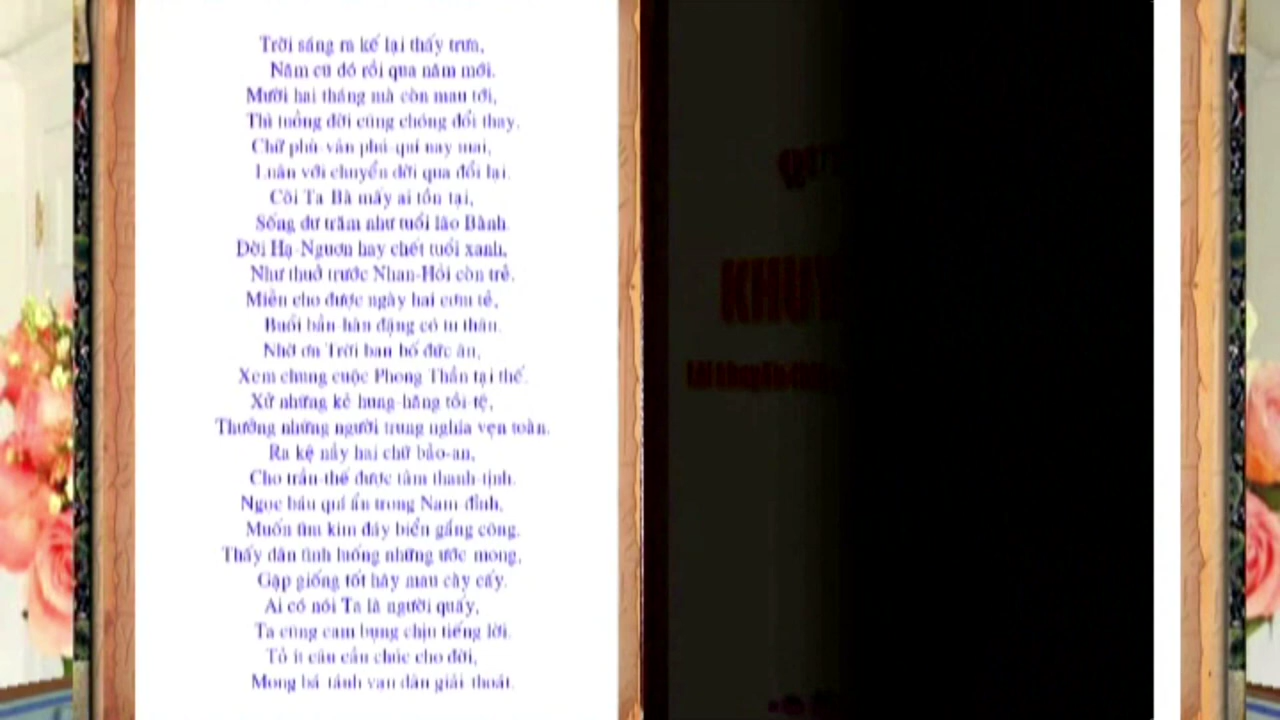 Trời sáng ra kế lại thấy trưa,
Năm cũ đó rồi qua năm mới.
Mười hai tháng mà còn mau tới,
Thì tuồng đời cũng chóng đổi thay.
Chữ phù-vân phú-quí nay mai,
Luân với chuyển dời qua đổi lại.
Cõi Ta Bà mấy ai tồn tại,
Sống dư trăm như tuổi lão Bành.
Đời Hạ-Nguơn hay chết tuổi xanh,
Như thuở trước Nhan-Hồi còn trẻ.
Miễn cho được ngày hai cơm tẻ,
Buổi bần-hàn đặng có tu thân.
Nhờ ơn Trời ban bố đức ân,
Xem chung cuộc Phong Thần tại thế.
Xử những kẻ hung-hăng tồi-tệ,
Thưởng những người trung nghĩa vẹn toàn.
Ra kệ nầy hai chữ bảo-an,
Cho trần-thế được tâm thanh-tịnh.
Ngọc báu quí ẩn trong Nam-đỉnh,
Muốn tìm kim đáy biển gắng công.
Thấy dân tình luống những ước mong,
Gặp giống tốt hãy mau cày cấy.
Ai có nói Ta là người quấy,
Ta cũng cam bụng chịu tiếng lời.
Tỏ ít câu cần chúc cho đời,
Mong bá-tánh vạn dân giải thoát.
KHUY